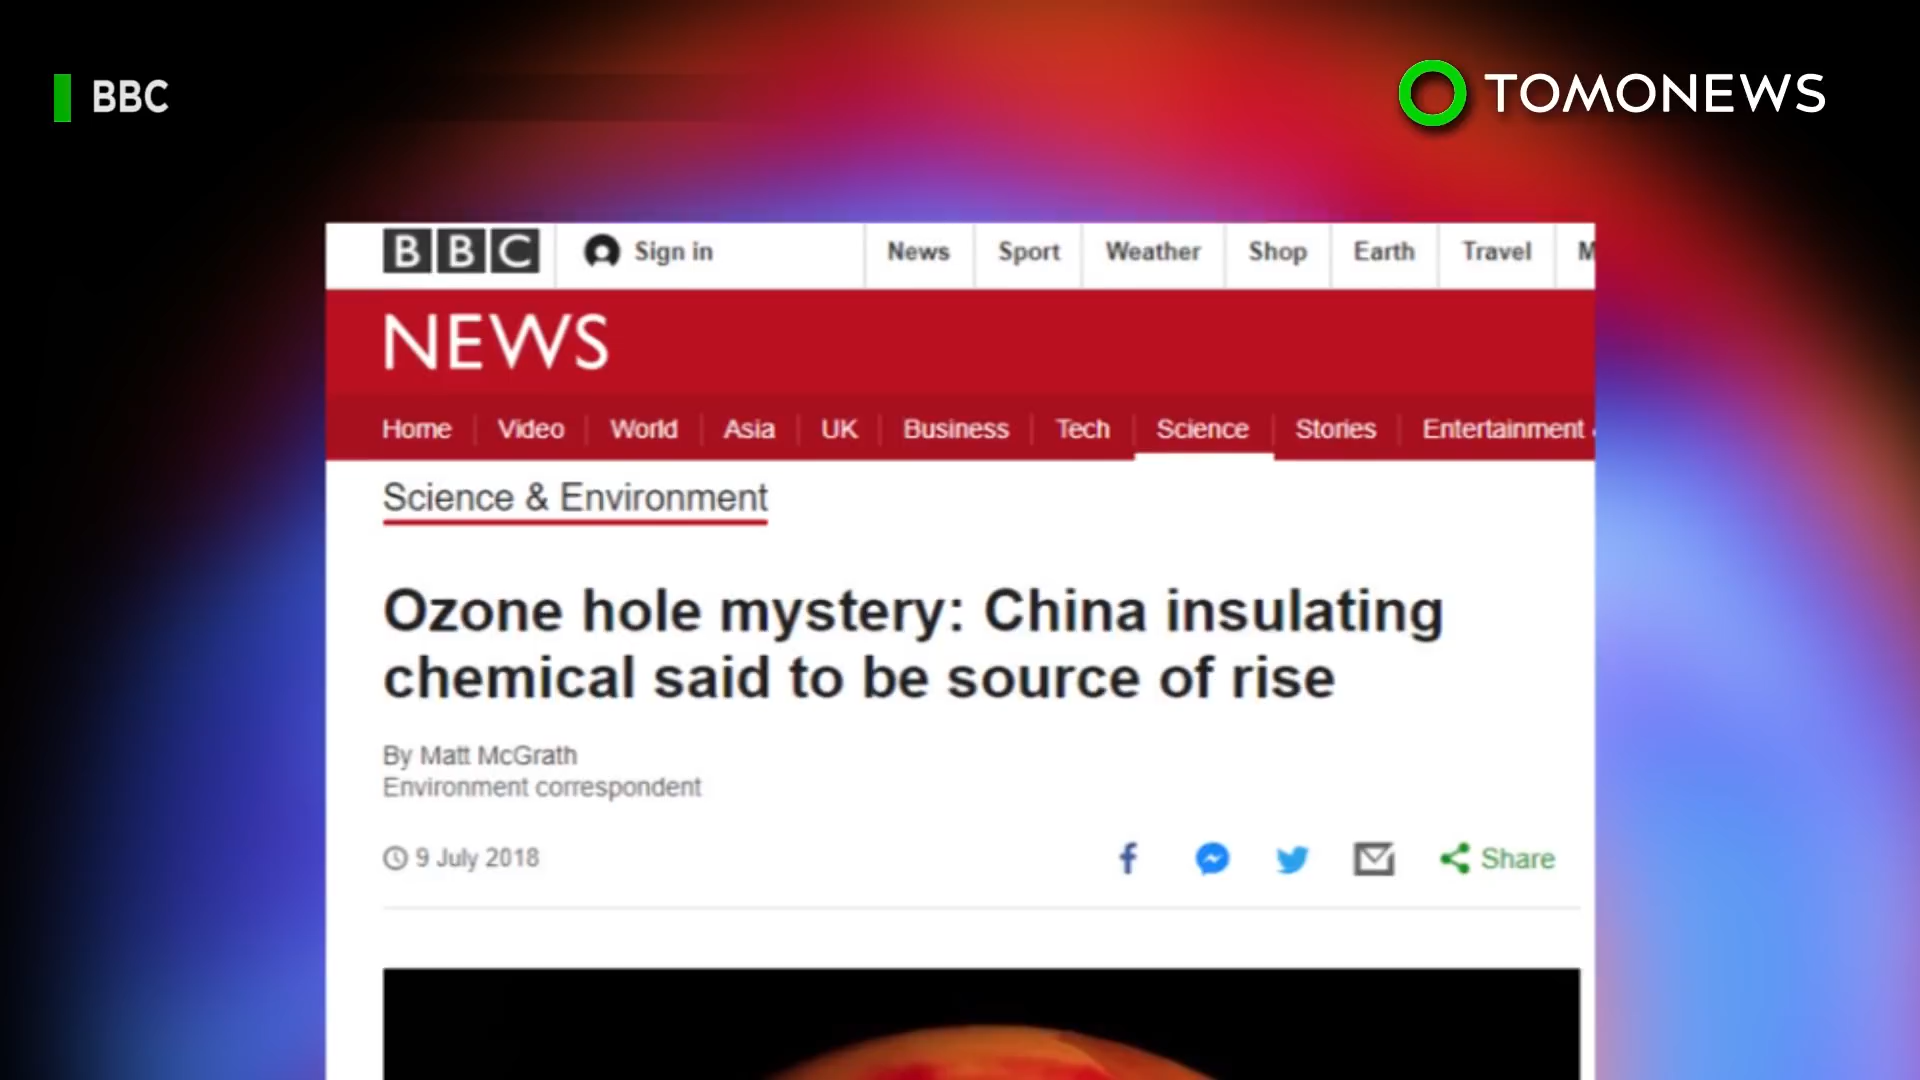 BBC
TOMONEWS
BBC Sign in News Sport Weather Shop Earth Travel M
NEWS
Home Video World Asia UK Business Tech Science Stories Entertainment
Science & Environment
Ozone hole mystery: China insulating
chemical said to be source of rise
By Matt McGrath
Environment correspondent
9 July 2018
Share